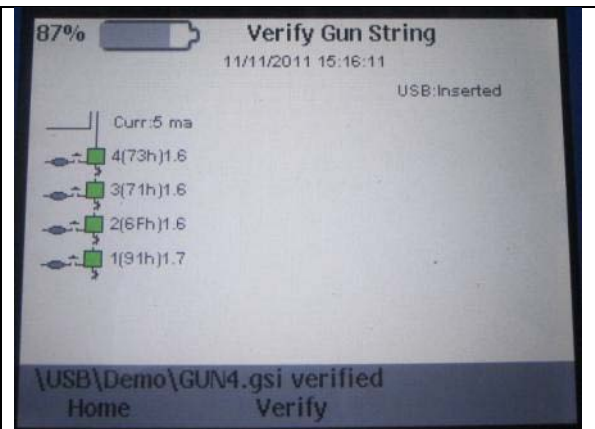 87% Verify Gun String
11/11/2011 15:16:11
USB:Inserted
Curr:5 ma
4(73h)1.6
3(71h)1.6
2(6Fh)1.6
1(91h)1.7
\USB\Demo\GUN4.gsi verified
Home Verify